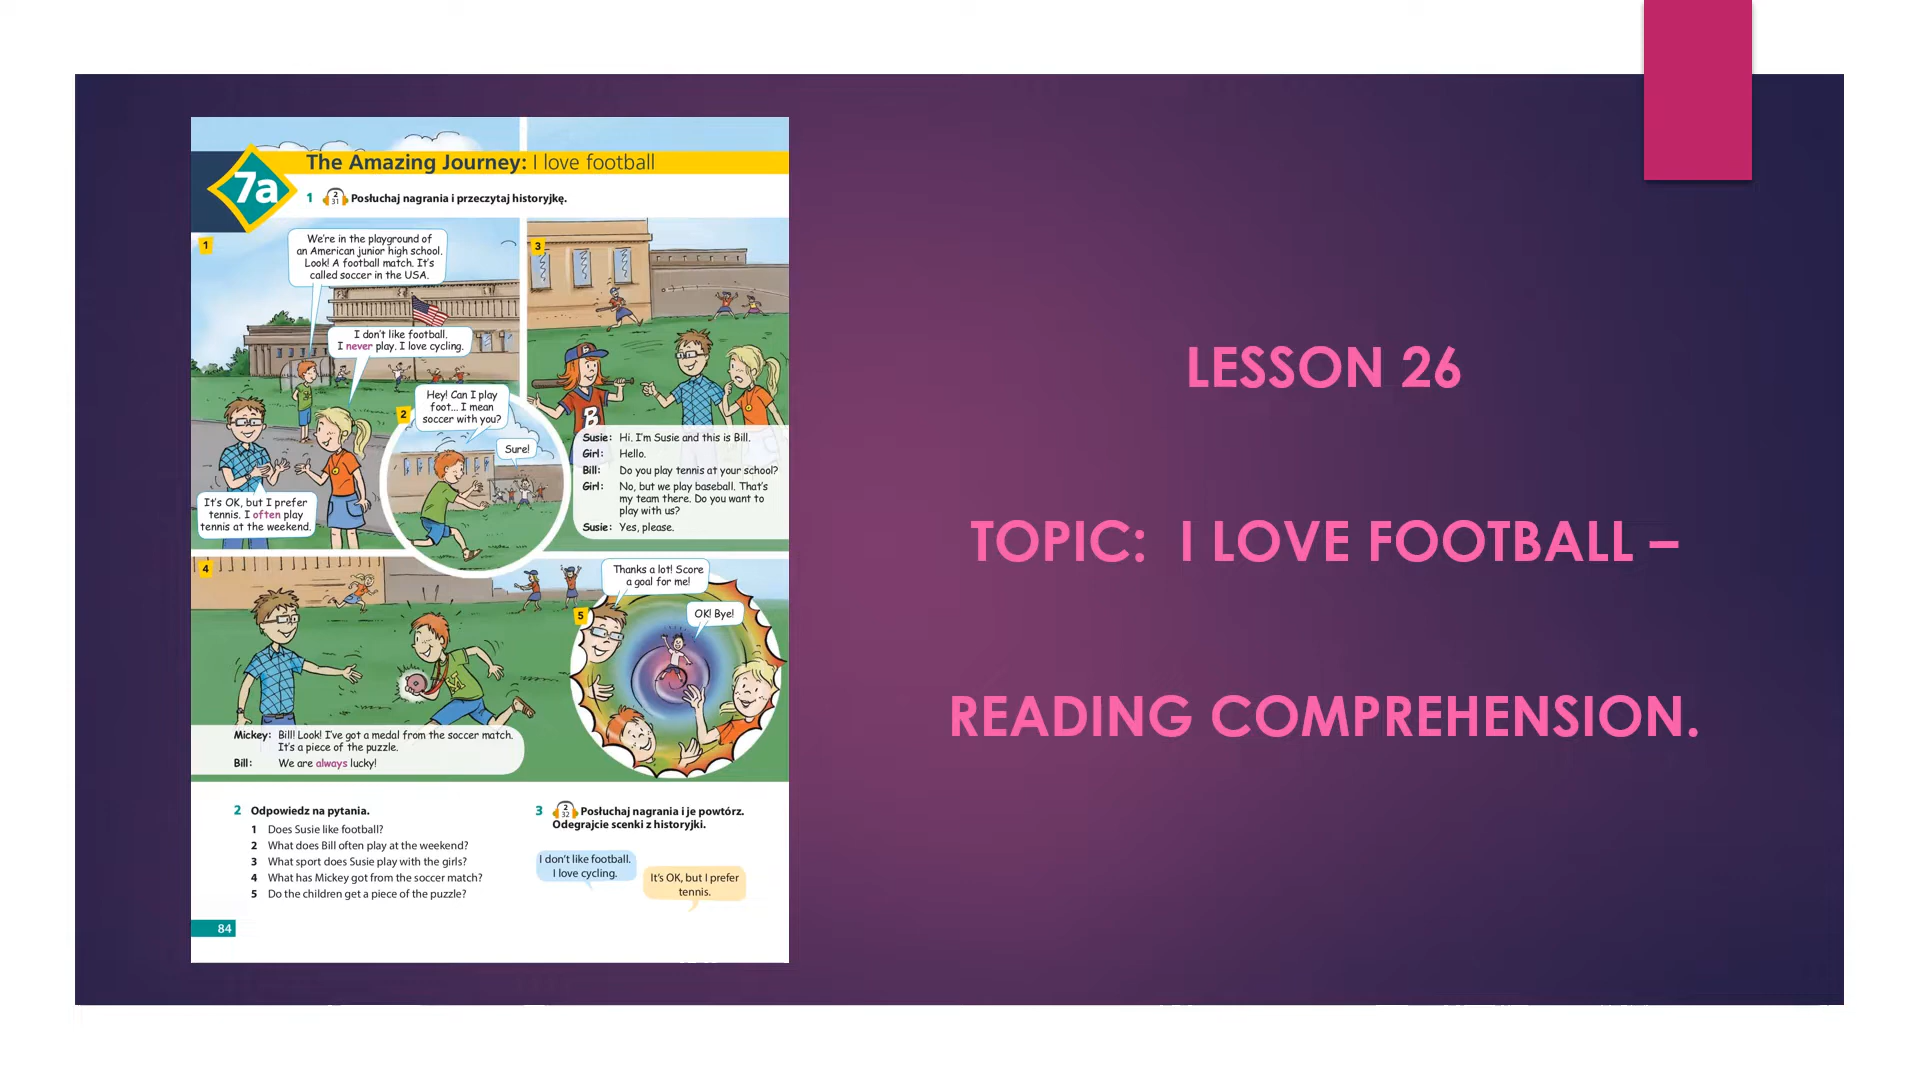 The Amazing Journey: I love football
7a
1 2 31 Posłuchaj nagrania i przeczytaj historyjkę.
1
We're in the playground of
an American junior high school.
Look! A football match. It's
called soccer in the USA.
I don't like football.
I never play. I love cycling.
It's OK, but I prefer
tennis. I often play
tennis at the weekend.
2
Hey! Can I play
foot... I mean
soccer with you?
Sure!
3
B
Susie: Hi. I'm Susie and this is Bill.
Girl: Hello.
Bill: Do you play tennis at your school?
Girl: No, but we play baseball. That's
my team there. Do you want to
play with us?
Susie: Yes, please.
4
Mickey: Bill! Look! I've got a medal from the soccer match.
It's a piece of the puzzle.
Bill: We are always lucky!
5
Thanks a lot! Score
a goal for me!
OK! Bye!
2 Odpowiedz na pytania.
1 Does Susie like football?
2 What does Bill often play at the weekend?
3 What sport does Susie play with the girls?
4 What has Mickey got from the soccer match?
5 Do the children get a piece of the puzzle?
3 2 32 Posłuchaj nagrania i je powtórz.
Odegrajcie scenki z historyjki.
I don't like football.
I love cycling.
It's OK, but I prefer
tennis.
84
LESSON 26
TOPIC: I LOVE FOOTBALL –
READING COMPREHENSION.